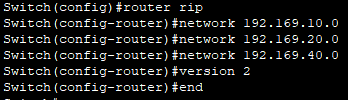 Switch(config)#router rip
Switch(config-router)#network 192.169.10.0
Switch(config-router)#network 192.169.20.0
Switch(config-router)#network 192.169.40.0
Switch(config-router)#version 2
Switch(config-router)#end